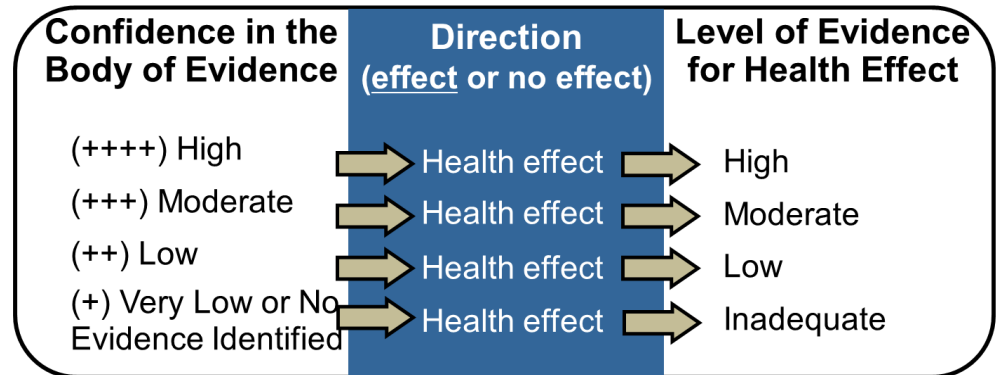 Confidence in the
Body of Evidence
Direction
(effect or no effect)
Level of Evidence
for Health Effect
(++++) High
Health effect
High
(+++) Moderate
Health effect
Moderate
(++) Low
Health effect
Low
(+) Very Low or No
Evidence Identified
Health effect
Inadequate